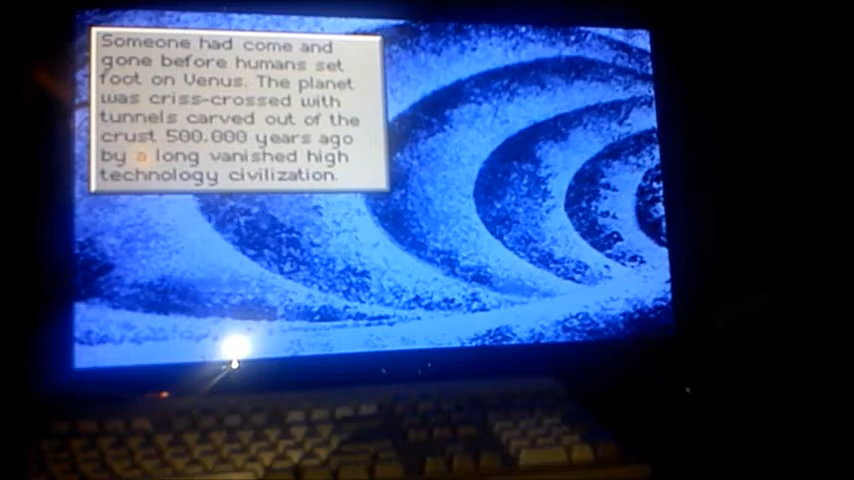 Someone had come and
gone before humans set
foot on Venus. The planet
was criss-crossed with
tunnels carved out of the
crust 500.000 years ago
by a long vanished high
technology civilization.